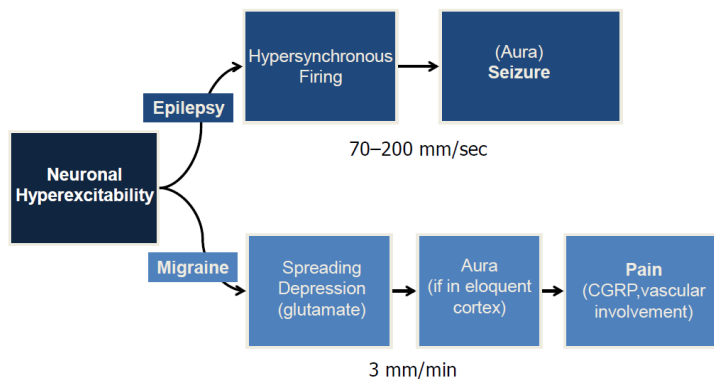 Neuronal
Hyperexcitability
Epilepsy
Hypersynchronous
Firing
(Aura)
Seizure
70–200 mm/sec
Migraine
Spreading
Depression
(glutamate)
Aura
(if in eloquent
cortex)
Pain
(CGRP,vascular
involvement)
3 mm/min